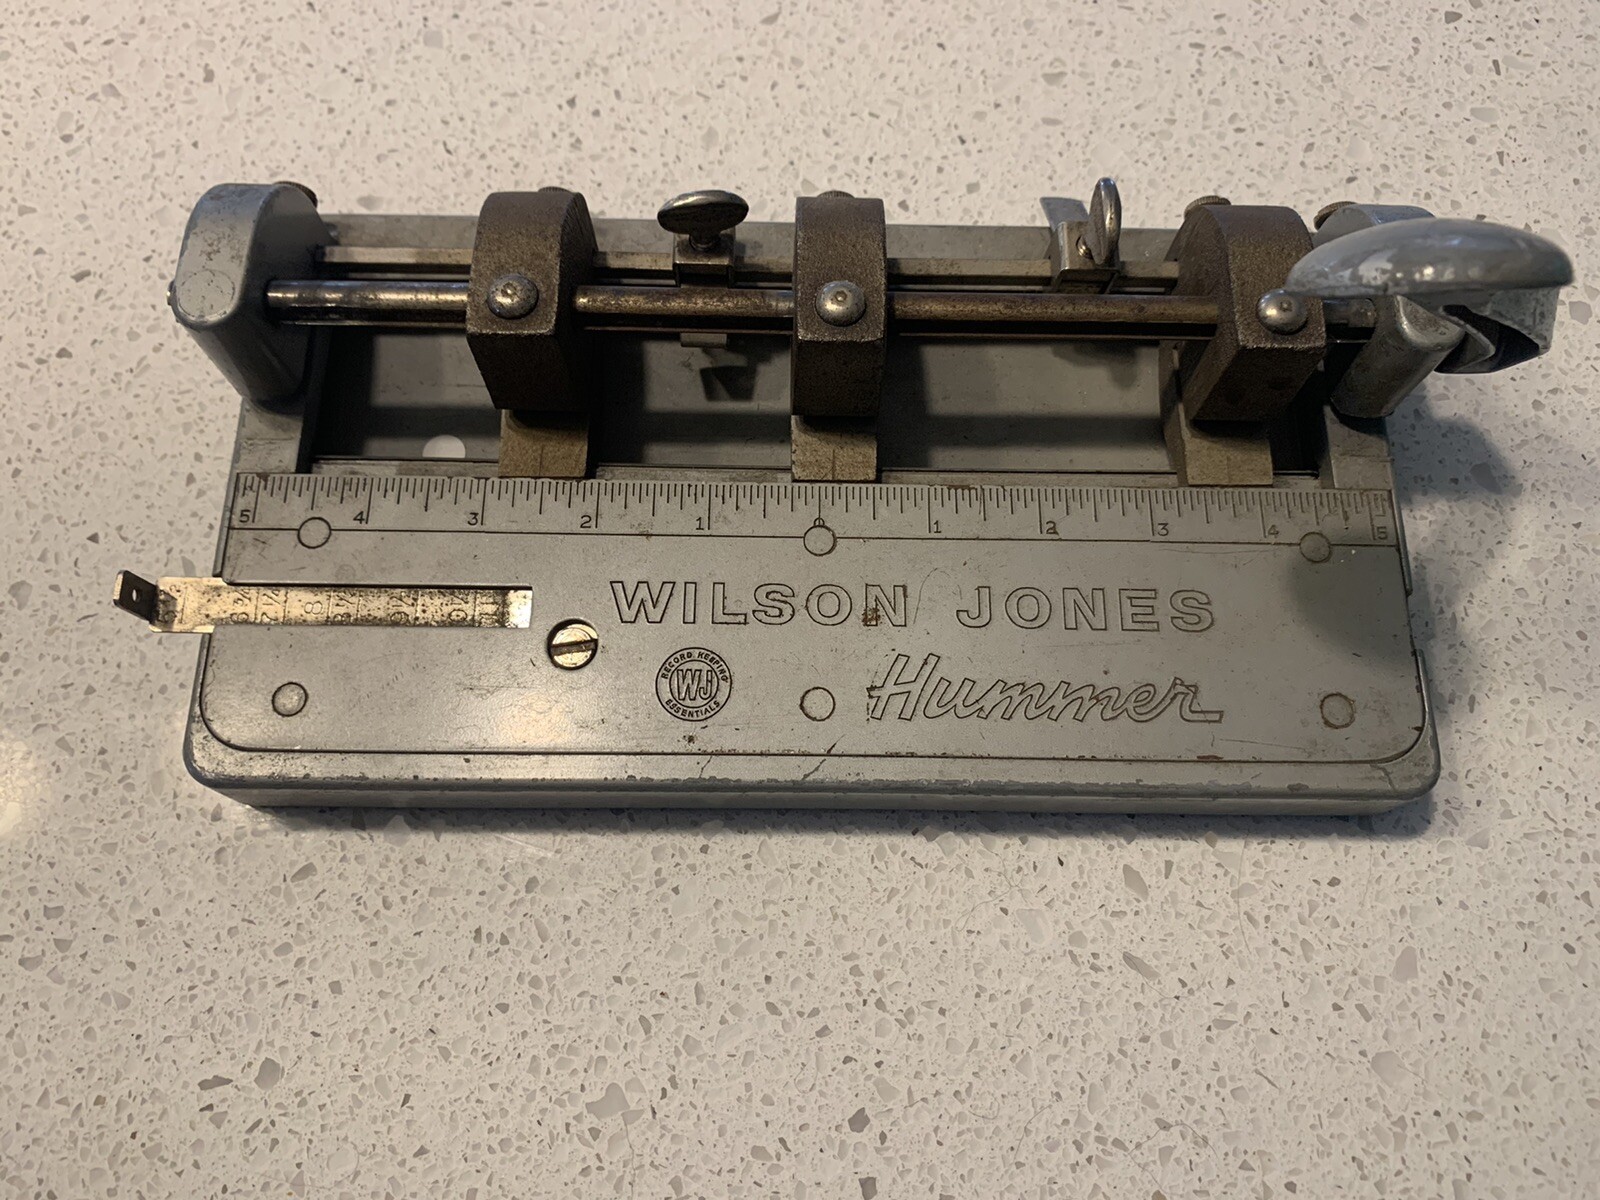 5 4 3 2 1 0 1 2 3 4 5
WILSON JONES
RECORD KEEPING
WJ
ESSENTIALS
Hummer